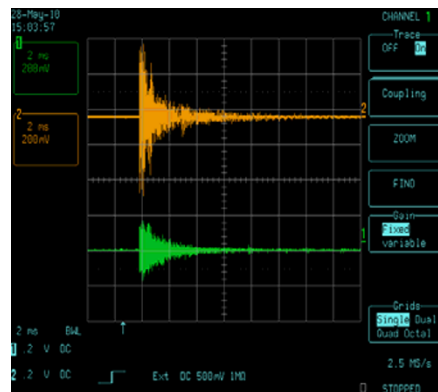 28-May-10
15:03:57
1
2 ms
200mV
2
2 ms
200mV
2
1
CHANNEL 1
Trace
OFF On
Coupling
ZOOM
FIND
Gain
Fixed
variable
Grids
Single Dual
Quad Octal
2 ms BWL
1 .2 V DC
2 .2 V DC
Ext DC 500mV 1MΩ
2.5 MS/s
STOPPED